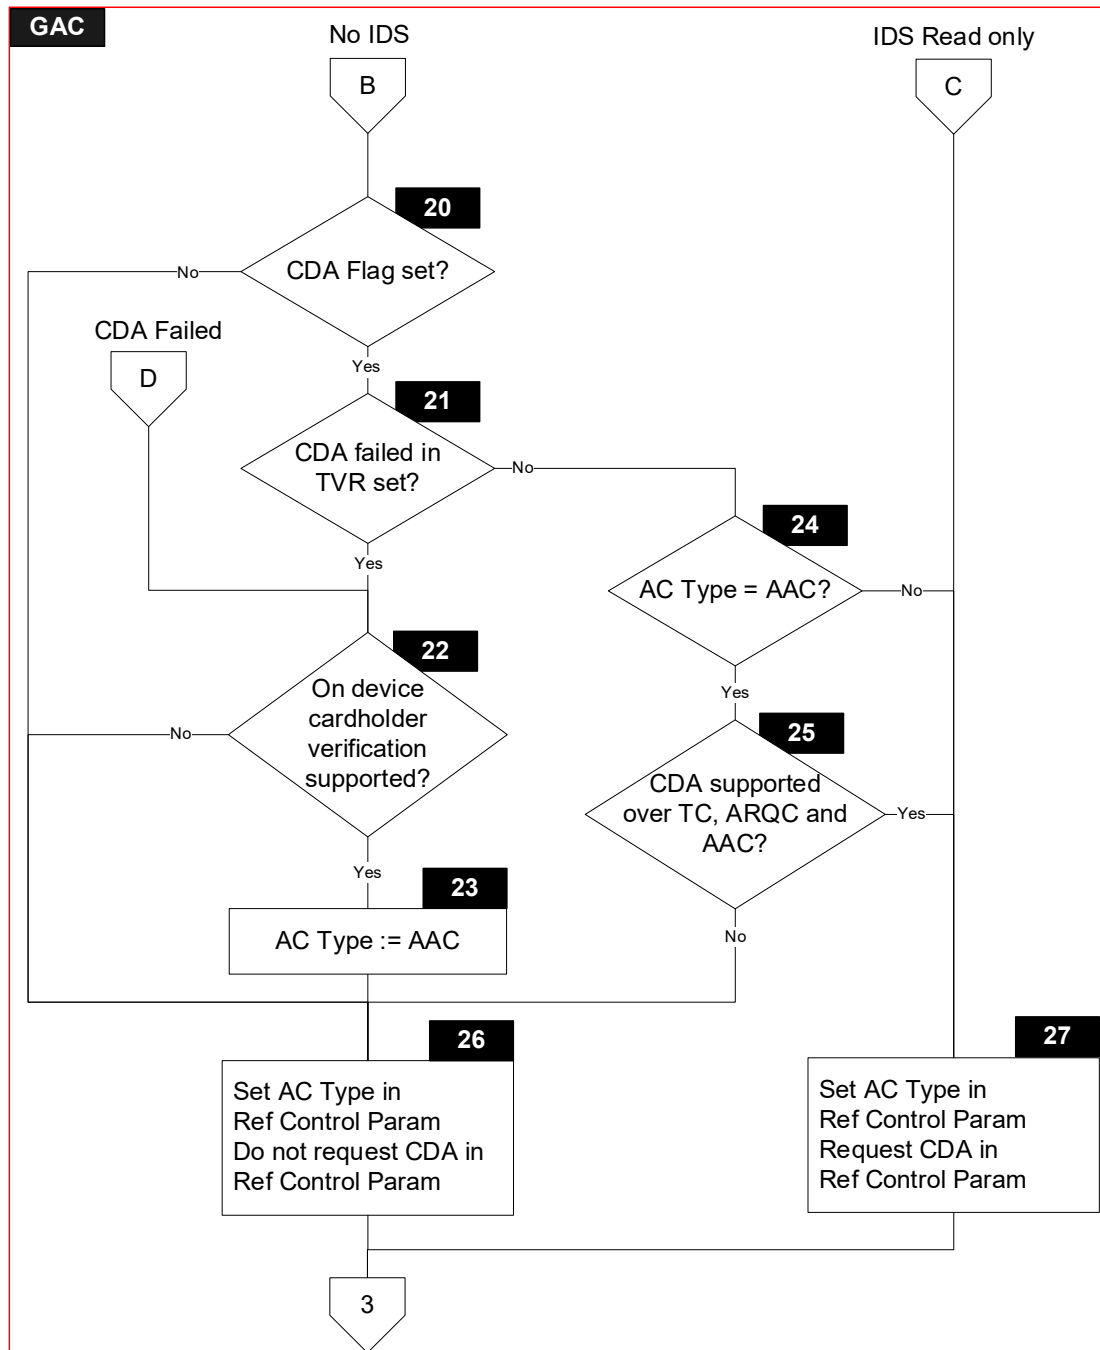 GAC
No IDS
B
IDS Read only
C
20
CDA Flag set?
No
Yes
CDA Failed
D
21
CDA failed in
TVR set?
No
Yes
24
AC Type = AAC?
No
Yes
22
On device
cardholder
verification
supported?
No
Yes
25
CDA supported
over TC, ARQC and
AAC?
Yes
No
23
AC Type := AAC
26
Set AC Type in
Ref Control Param
Do not request CDA in
Ref Control Param
27
Set AC Type in
Ref Control Param
Request CDA in
Ref Control Param
3